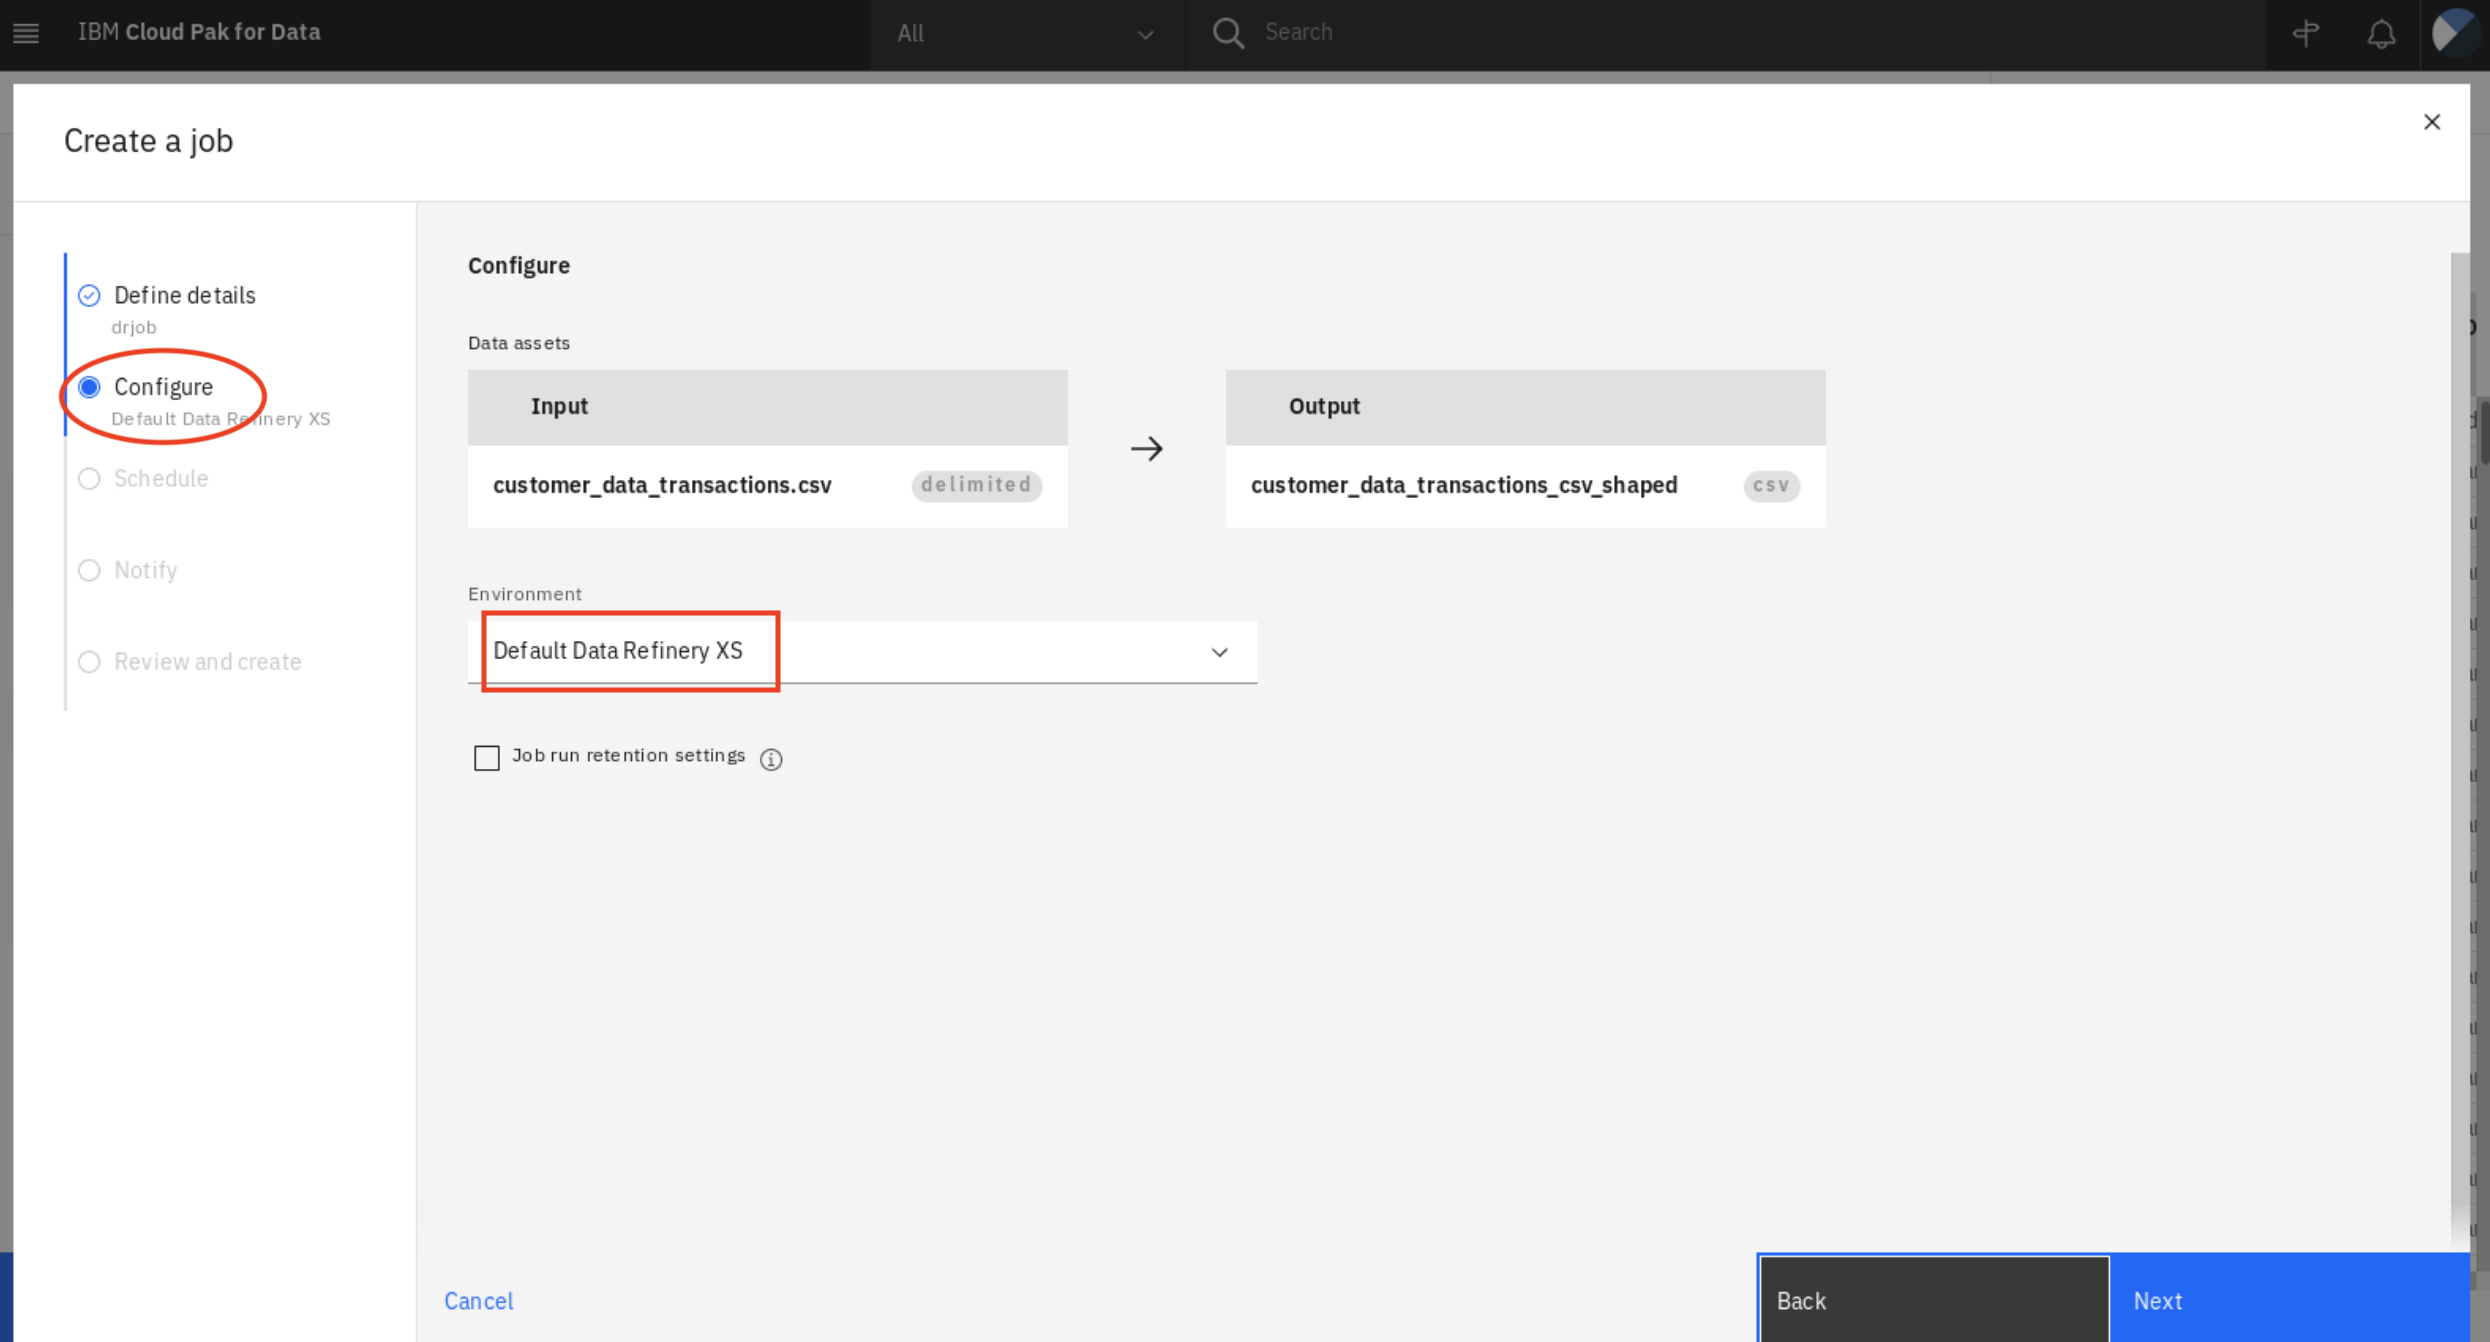 IBM Cloud Pak for Data
All
Search
Create a job
Define details
drjob
Configure
Default Data Refinery XS
Schedule
Notify
Review and create
Configure
Data assets
Input
Output
customer_data_transactions.csv delimited
customer_data_transactions_csv_shaped csv
Environment
Default Data Refinery XS
Job run retention settings
Cancel
Back
Next